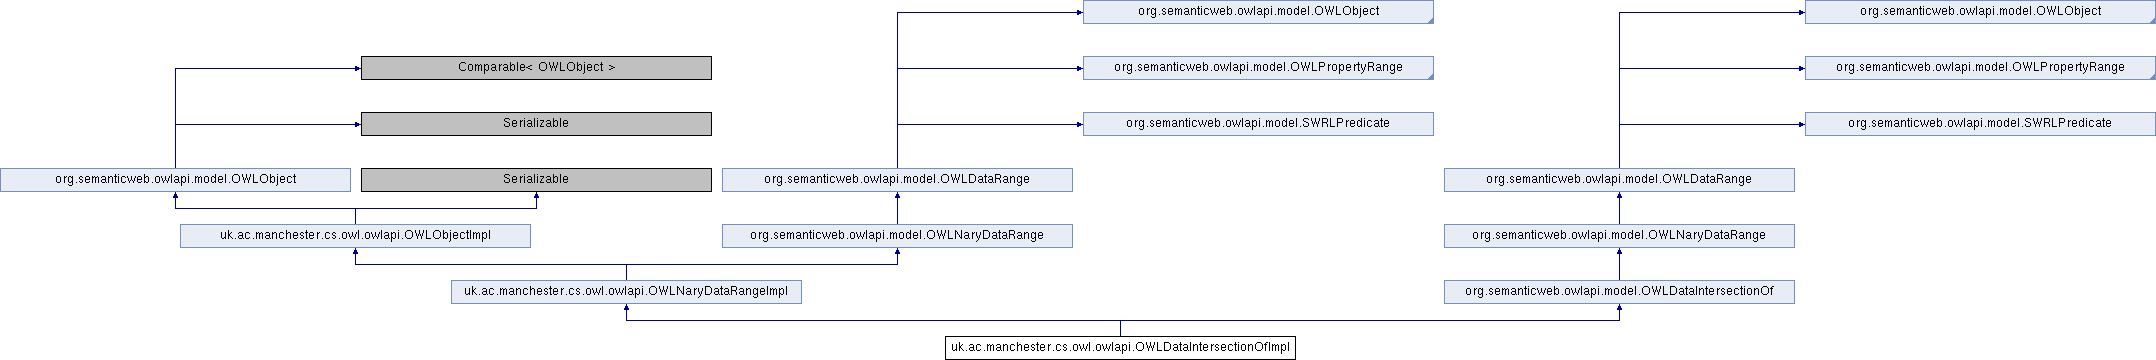 org.semanticweb.owlapi.model.OWLObject
org.semanticweb.owlapi.model.OWLObject
Comparable< OWLObject >
org.semanticweb.owlapi.model.OWLPropertyRange
org.semanticweb.owlapi.model.OWLPropertyRange
Serializable
org.semanticweb.owlapi.model.SWRLPredicate
org.semanticweb.owlapi.model.SWRLPredicate
org.semanticweb.owlapi.model.OWLObject
Serializable
org.semanticweb.owlapi.model.OWLDataRange
org.semanticweb.owlapi.model.OWLDataRange
uk.ac.manchester.cs.owl.owlapi.OWLObjectImpl
org.semanticweb.owlapi.model.OWLNaryDataRange
org.semanticweb.owlapi.model.OWLNaryDataRange
uk.ac.manchester.cs.owl.owlapi.OWLNaryDataRangeImpl
org.semanticweb.owlapi.model.OWLDataIntersectionOf
uk.ac.manchester.cs.owl.owlapi.OWLDataIntersectionOfImpl